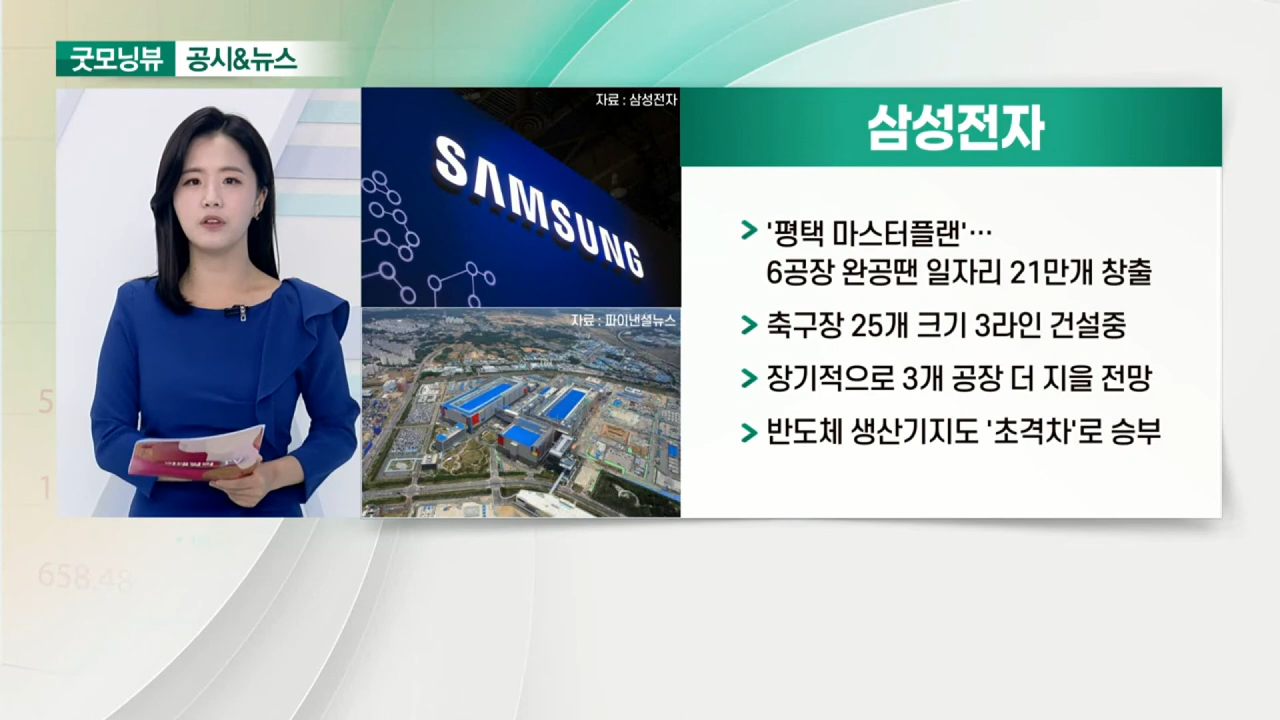 굿모닝뷰 공시&뉴스
자료 : 삼성전자
SAMSUNG
자료 : 파이낸셜뉴스
삼성전자
'평택 마스터플랜'…
6공장 완공땐 일자리 21만개 창출
축구장 25개 크기 3라인 건설중
장기적으로 3개 공장 더 지을 전망
반도체 생산기지도 '초격차'로 승부
5
1
658.48